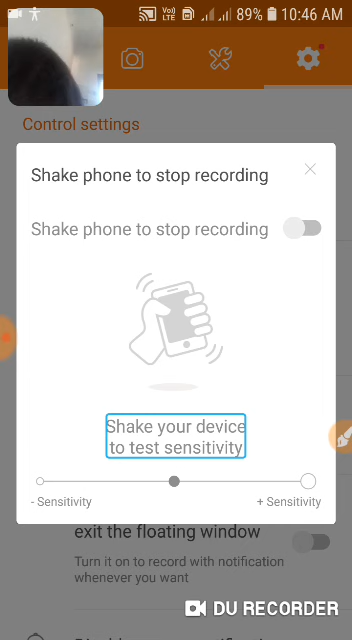 Vo))
LTE
89%
10:46 AM
Control settings
Shake phone to stop recording
Shake phone to stop recording
Shake your device
to test sensitivity
- Sensitivity
+ Sensitivity
exit the floating window
Turn it on to record with notification
whenever you want
DU RECORDER